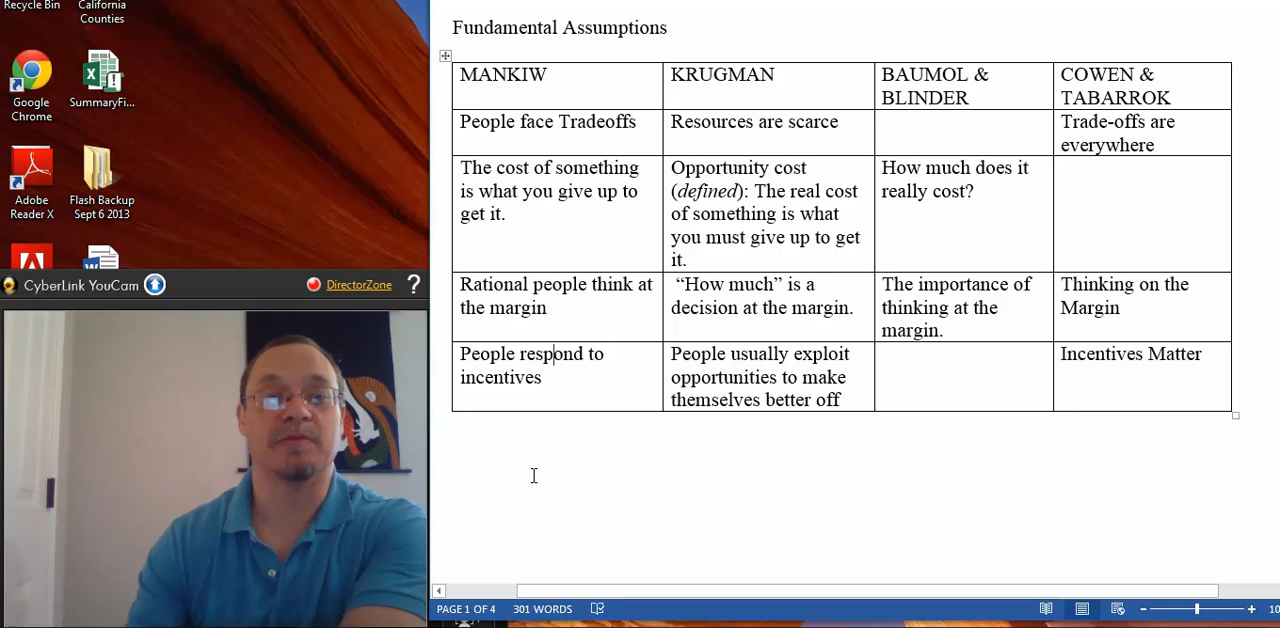 Recycle Bin
California
Counties
Google
Chrome
SummaryFi...
Adobe
Reader X
Flash Backup
Sept 6 2013
CyberLink YouCam
DirectorZone
?
Fundamental Assumptions
MANKIW
KRUGMAN
BAUMOL &
BLINDER
COWEN &
TABARROK
People face Tradeoffs
Resources are scarce
Trade-offs are
everywhere
The cost of something
is what you give up to
get it.
Opportunity cost
(defined): The real cost
of something is what
you must give up to get
it.
How much does it
really cost?
Rational people think at
the margin
“How much” is a
decision at the margin.
The importance of
thinking at the
margin.
Thinking on the
Margin
People respond to
incentives
People usually exploit
opportunities to make
themselves better off
Incentives Matter
PAGE 1 OF 4
301 WORDS
10